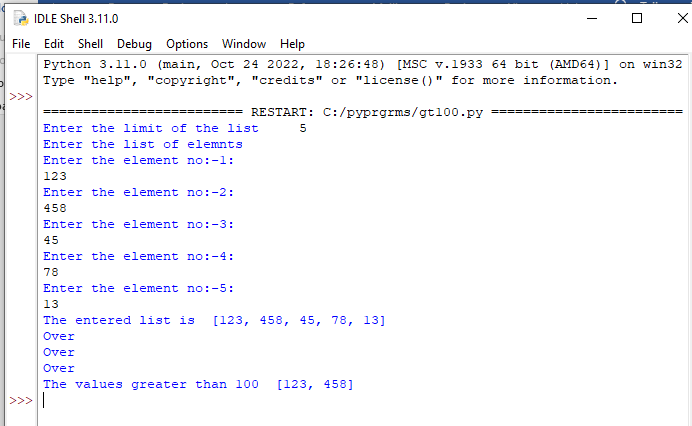 IDLE Shell 3.11.0
File Edit Shell Debug Options Window Help
Python 3.11.0 (main, Oct 24 2022, 18:26:48) [MSC v.1933 64 bit (AMD64)] on win32
Type "help", "copyright", "credits" or "license()" for more information.
>>>
========================= RESTART: C:/pyprgrms/gt100.py ========================
Enter the limit of the list     5
Enter the list of elemnts
Enter the element no:-1:
123
Enter the element no:-2:
458
Enter the element no:-3:
45
Enter the element no:-4:
78
Enter the element no:-5:
13
The entered list is  [123, 458, 45, 78, 13]
Over
Over
Over
The values greater than 100  [123, 458]
>>>